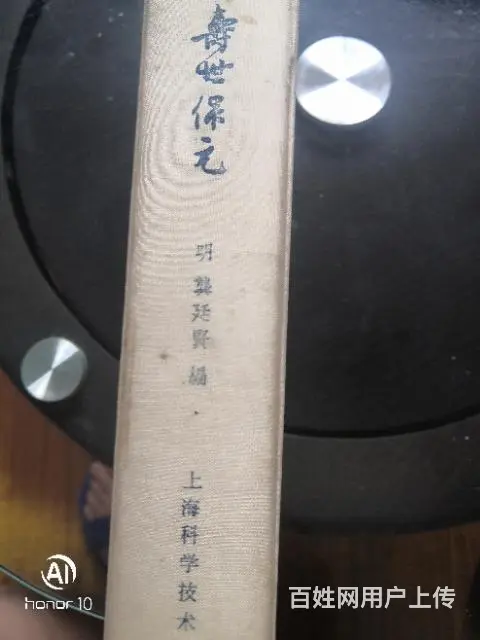 寿世保元
明 龔廷賢 編
上海科学技术
AI
honor 10
百姓网用户上传